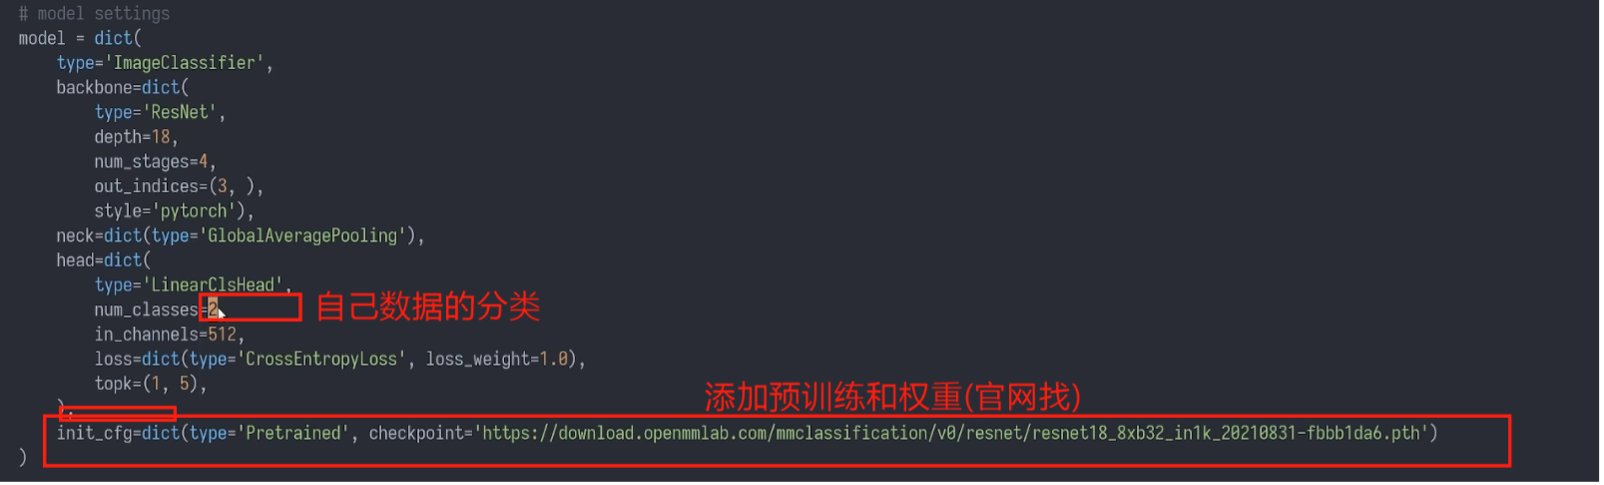 # model settings
model = dict(
type='ImageClassifier',
backbone=dict(
type='ResNet',
depth=18,
num_stages=4,
out_indices=(3, ),
style='pytorch'),
neck=dict(type='GlobalAveragePooling'),
head=dict(
type='LinearClsHead',
num_classes=2 自己数据的分类
in_channels=512,
loss=dict(type='CrossEntropyLoss', loss_weight=1.0),
topk=(1, 5),
添加预训练和权重(官网找)
),
init_cfg=dict(type='Pretrained', checkpoint='https://download.openmmlab.com/mmclassification/v0/resnet/resnet18_8xb32_in1k_20210831-fbbb1da6.pth')
)